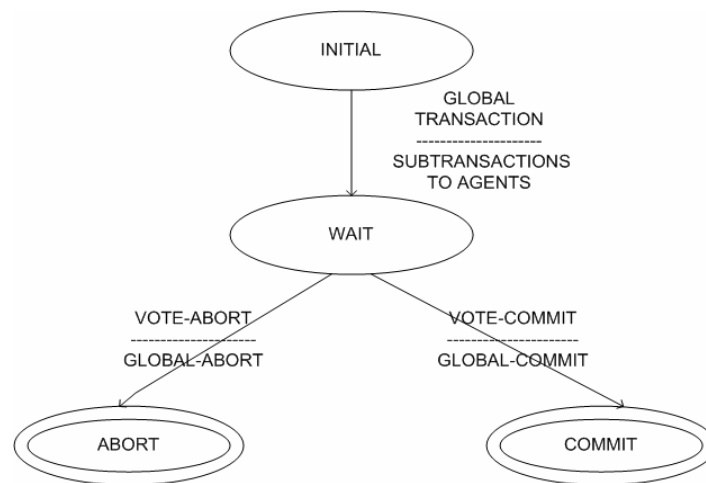 INITIAL
GLOBAL
TRANSACTION
---------------------
SUBTRANSACTIONS
TO AGENTS
WAIT
VOTE-ABORT
---------------------
GLOBAL-ABORT
VOTE-COMMIT
----------------------
GLOBAL-COMMIT
ABORT
COMMIT